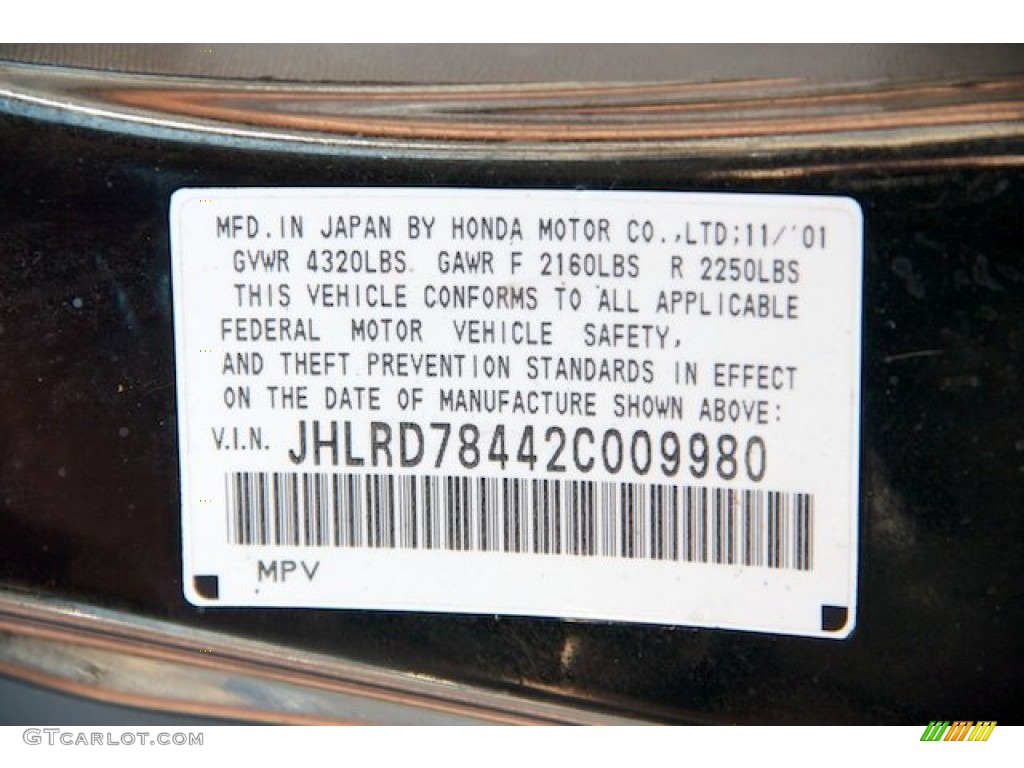 MFD. IN JAPAN BY HONDA MOTOR CO.,LTD;11/'01
GVWR 4320LBS. GAWR F 2160LBS R 2250LBS
THIS VEHICLE CONFORMS TO ALL APPLICABLE
FEDERAL MOTOR VEHICLE SAFETY,
AND THEFT PREVENTION STANDARDS IN EFFECT
ON THE DATE OF MANUFACTURE SHOWN ABOVE:
V.I.N. JHLRD78442C009980
MPV
GTCARLOT.COM